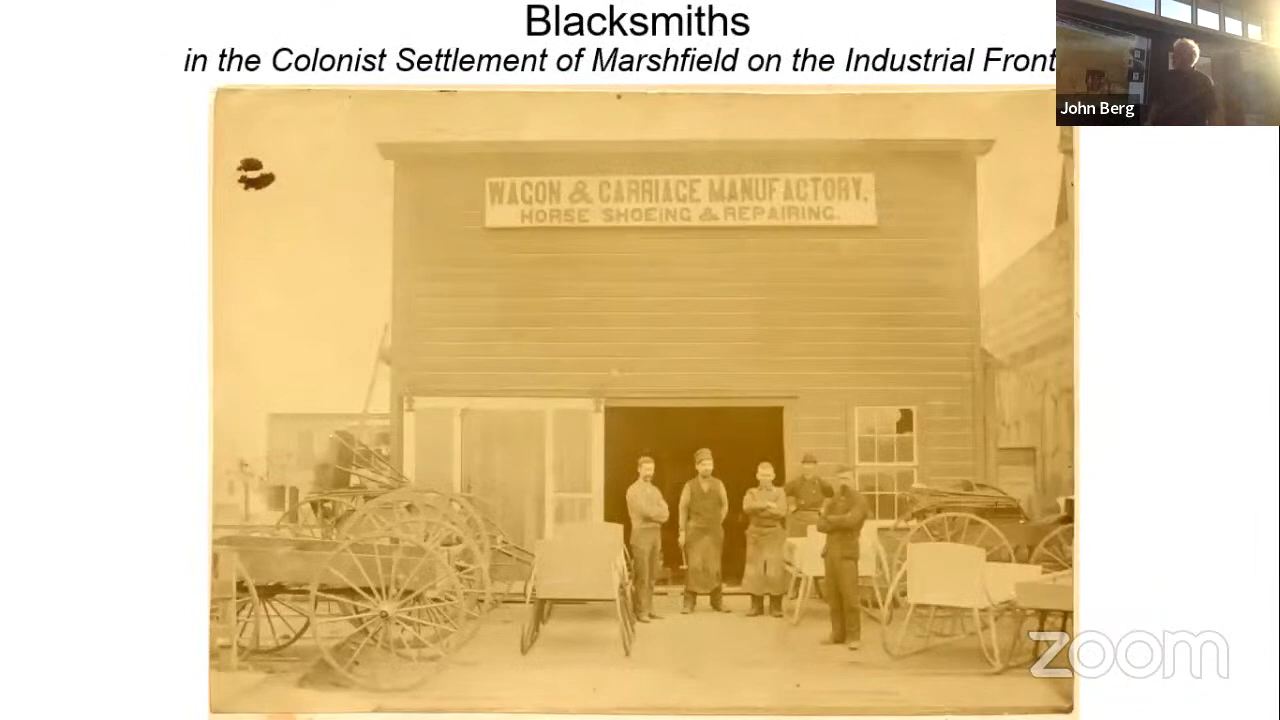 Blacksmiths
in the Colonist Settlement of Marshfield on the Industrial Front
John Berg
WAGON & CARRIAGE MANUFACTORY,
HORSE SHOEING & REPAIRING.
zoom